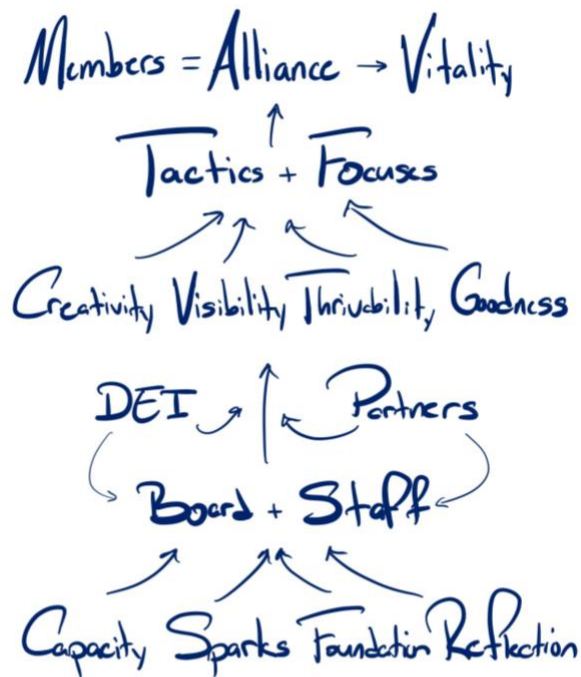 Members = Alliance → Vitality
Tactics + Focuses
Creativity Visibility Thrivability Goodness
DEI Partners
Board + Staff
Capacity Sparks Foundation Reflection